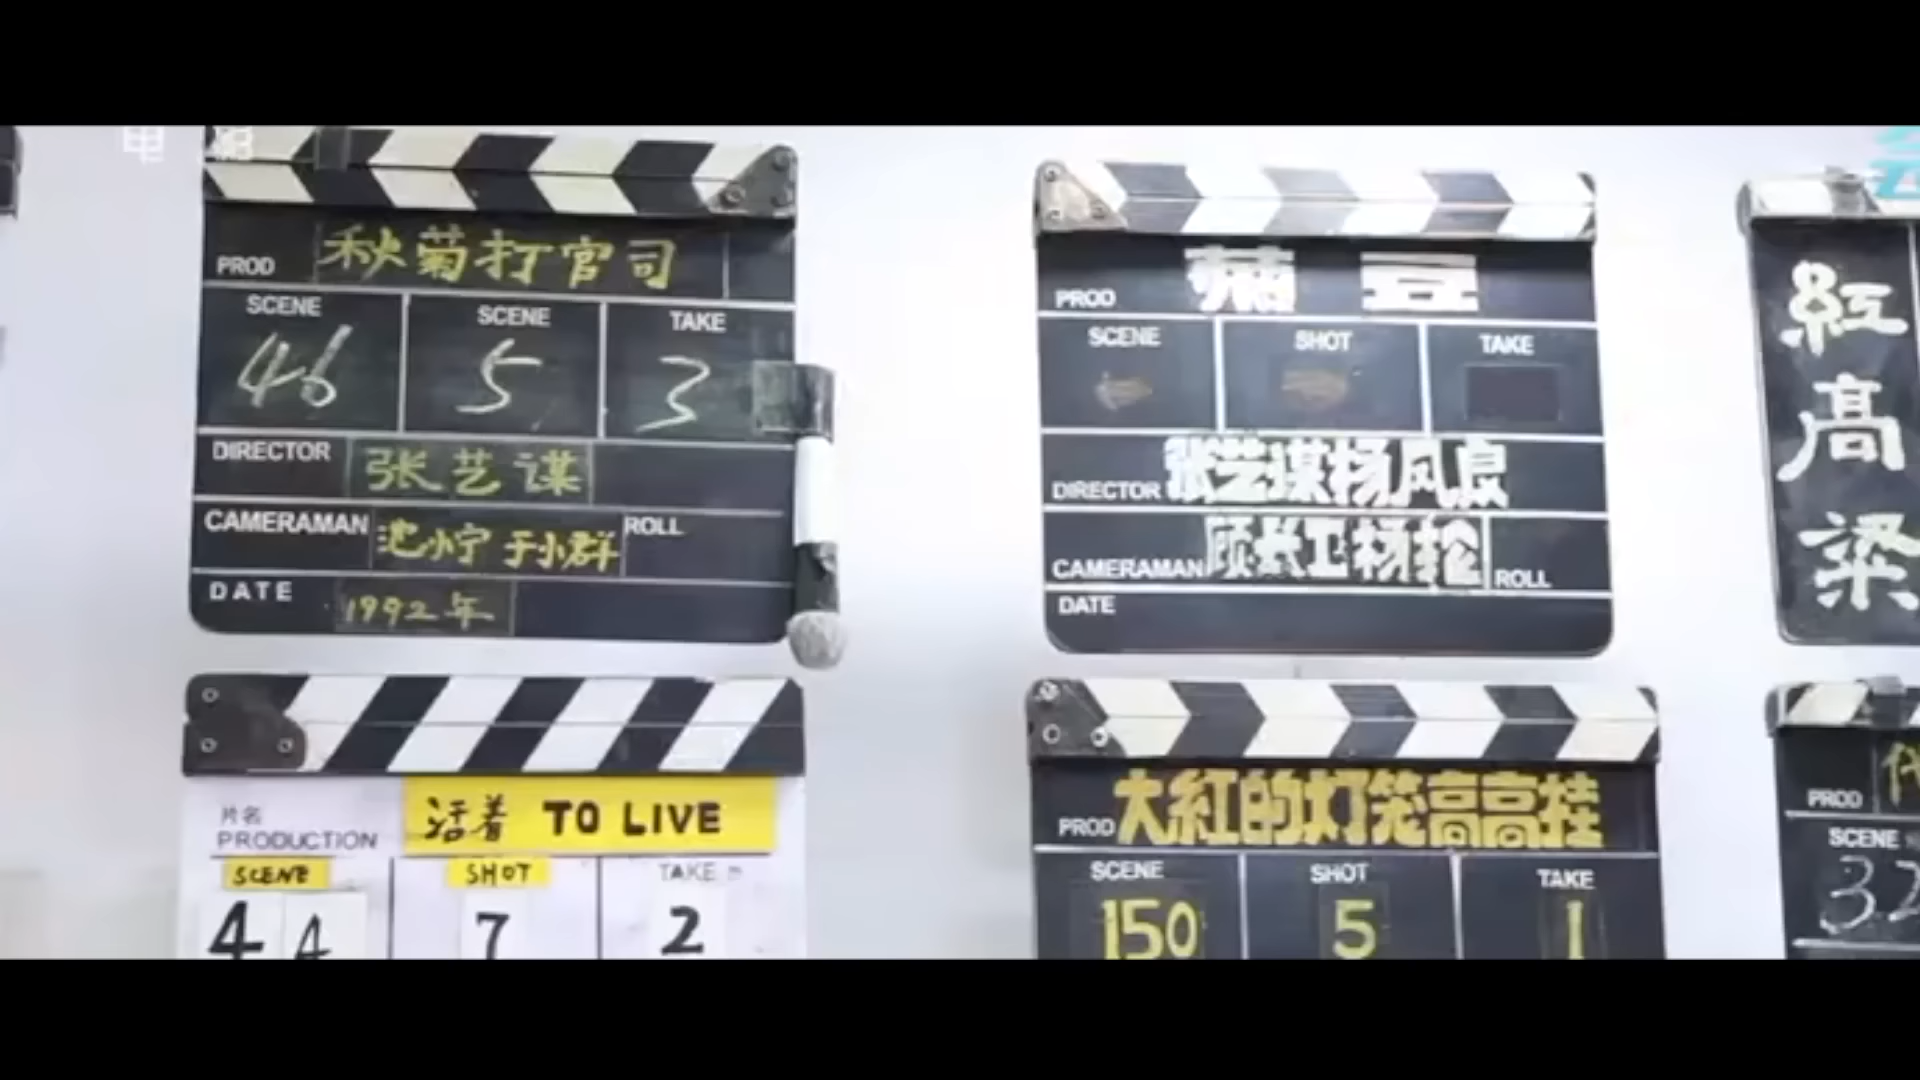 PROD 秋菊打官司
SCENE SCENE TAKE
46 5 3
DIRECTOR 张艺谋
CAMERAMAN 池小宁 于小群 ROLL
DATE 1992年
PROD 菊豆
SCENE SHOT TAKE
DIRECTOR 张艺谋杨凤良
CAMERAMAN 顾长卫杨轮 ROLL
DATE
紅高粱
片名
PRODUCTION 活着 TO LIVE
SCENE SHOT TAKE
4A 7 2
PROD 大紅的灯笼高高挂
SCENE SHOT TAKE
150 5 1
PROD
SCENE
32